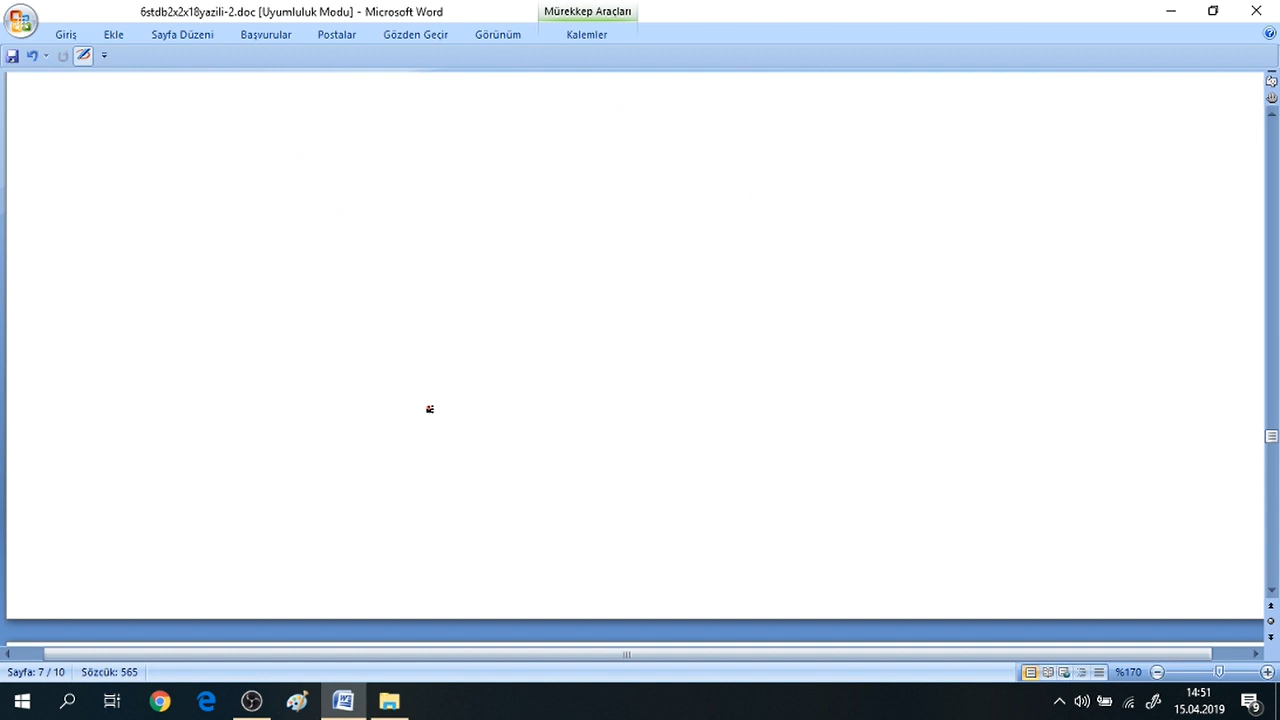 6stdb2x2x18yazili-2.doc [Uyumluluk Modu] - Microsoft Word
Mürekkep Araçları
Giriş
Ekle
Sayfa Düzeni
Başvurular
Postalar
Gözden Geçir
Görünüm
Kalemler
Sayfa: 7 / 10
Sözcük: 565
%170
14:51
15.04.2019
9